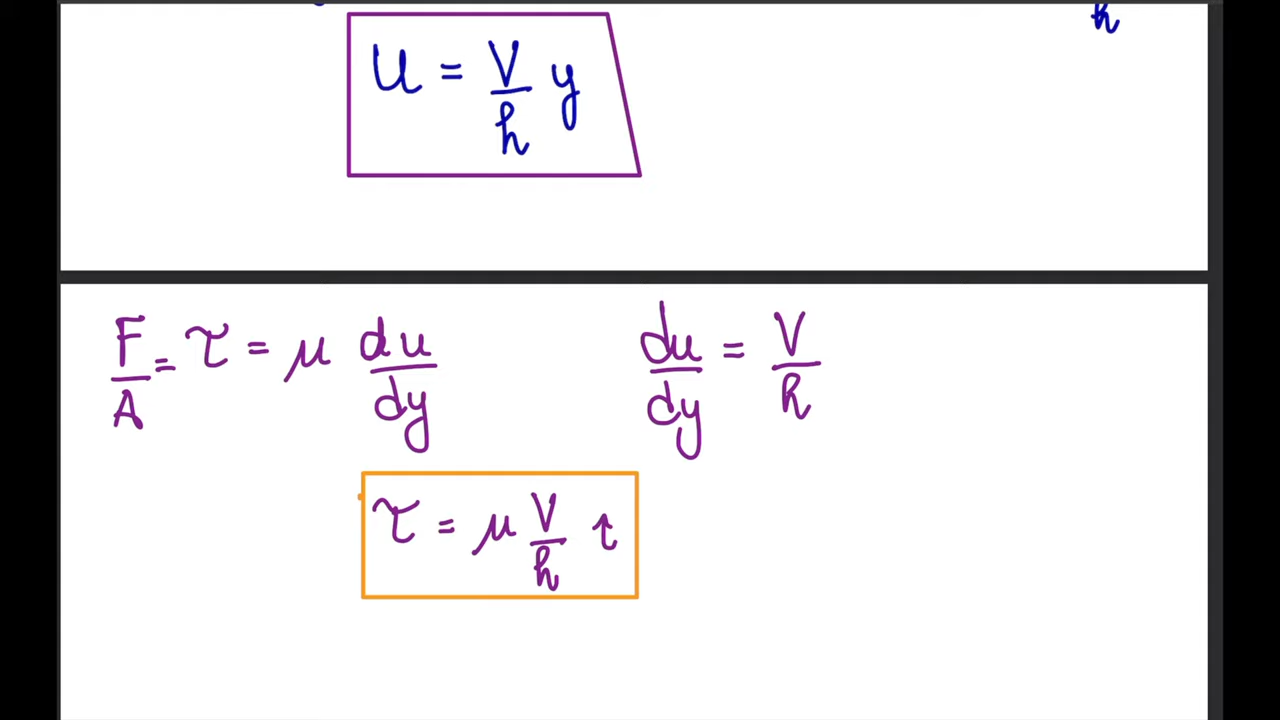 h
u = V/h y
F/A = τ = μ du/dy    du/dy = V/h
τ = μ V/h t